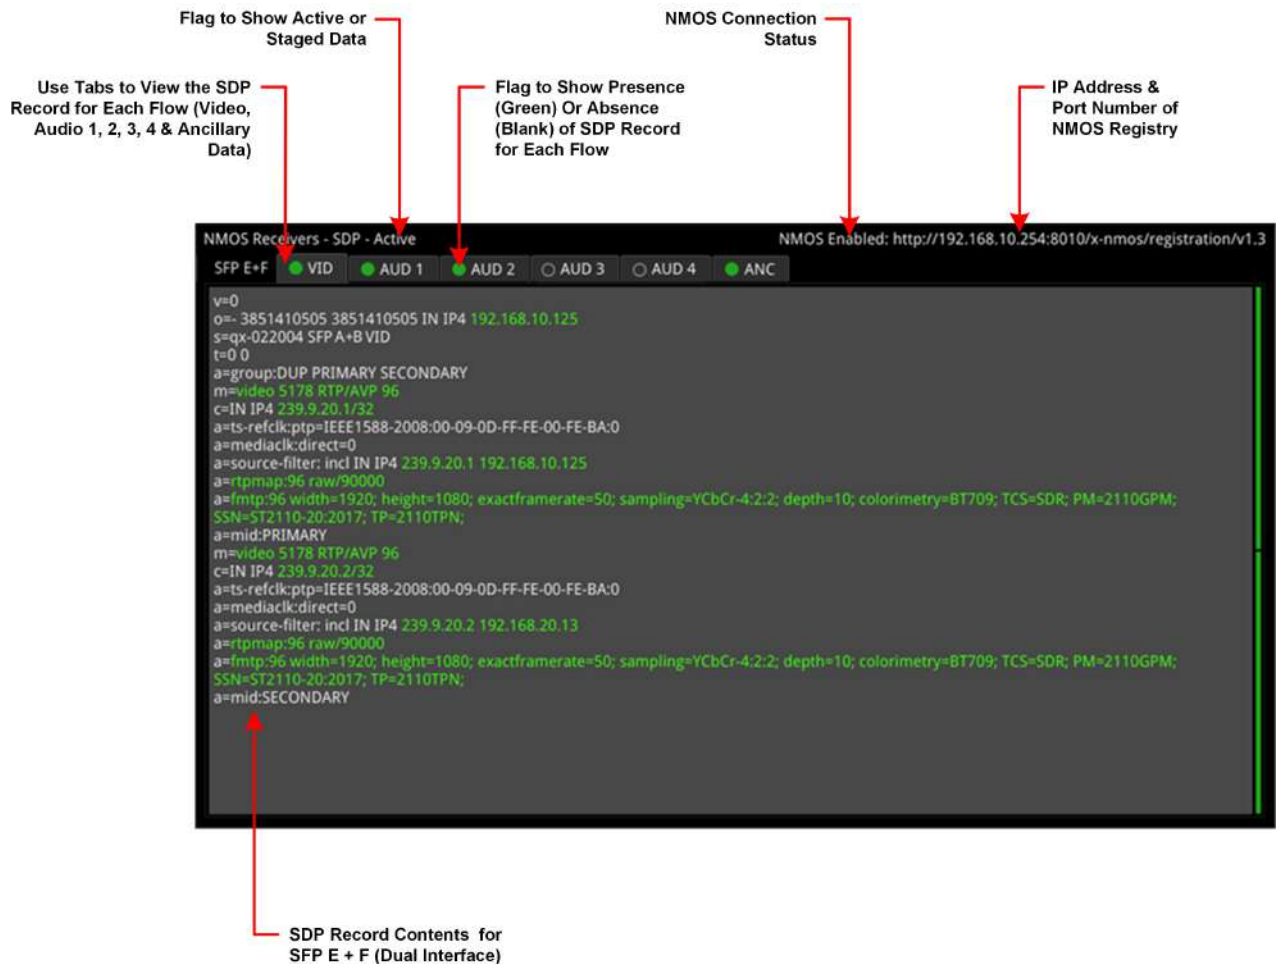 Flag to Show Active or
Staged Data
NMOS Connection
Status
Use Tabs to View the SDP
Record for Each Flow (Video,
Audio 1, 2, 3, 4 & Ancillary
Data)
Flag to Show Presence
(Green) Or Absence
(Blank) of SDP Record
for Each Flow
IP Address &
Port Number of
NMOS Registry
NMOS Receivers - SDP - Active
NMOS Enabled: http://192.168.10.254:8010/x-nmos/registration/v1.3
SFP E+F VID AUD 1 AUD 2 AUD 3 AUD 4 ANC
v=0
o=- 3851410505 3851410505 IN IP4 192.168.10.125
s=qx-022004 SFP A+B VID
t=0 0
a=group:DUP PRIMARY SECONDARY
m=video 5178 RTP/AVP 96
c=IN IP4 239.9.20.1/32
a=ts-refclk:ptp=IEEE1588-2008:00-09-0D-FF-FE-00-FE-BA:0
a=mediaclk:direct=0
a=source-filter: incl IN IP4 239.9.20.1 192.168.10.125
a=rtpmap:96 raw/90000
a=fmtp:96 width=1920; height=1080; exactframerate=50; sampling=YCbCr-4:2:2; depth=10; colorimetry=BT709; TCS=SDR; PM=2110GPM;
SSN=ST2110-20:2017; TP=2110TPN;
a=mid:PRIMARY
m=video 5178 RTP/AVP 96
c=IN IP4 239.9.20.2/32
a=ts-refclk:ptp=IEEE1588-2008:00-09-0D-FF-FE-00-FE-BA:0
a=mediaclk:direct=0
a=source-filter: incl IN IP4 239.9.20.2 192.168.20.13
a=rtpmap:96 raw/90000
a=fmtp:96 width=1920; height=1080; exactframerate=50; sampling=YCbCr-4:2:2; depth=10; colorimetry=BT709; TCS=SDR; PM=2110GPM;
SSN=ST2110-20:2017; TP=2110TPN;
a=mid:SECONDARY
SDP Record Contents for
SFP E + F (Dual Interface)